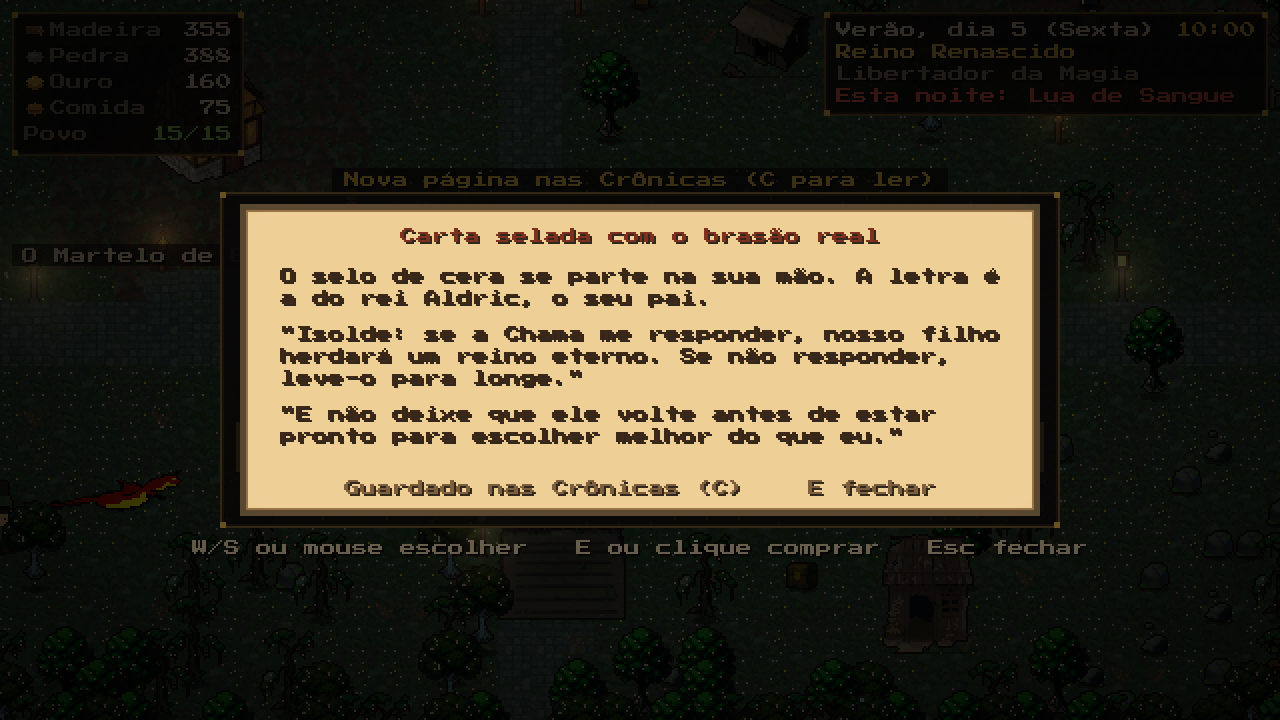 Madeira 355
Pedra 388
Ouro 160
Comida 75
Povo 15/15
Verão, dia 5 (Sexta) 10:00
Reino Renascido
Libertador da Magia
Esta noite: Lua de Sangue
Nova página nas Crônicas (C para ler)
O Martelo de
Carta selada com o brasão real
O selo de cera se parte na sua mão. A letra é
a do rei Aldric, o seu pai.
"Isolde: se a Chama me responder, nosso filho
herdará um reino eterno. Se não responder,
leve-o para longe."
"E não deixe que ele volte antes de estar
pronto para escolher melhor do que eu."
Guardado nas Crônicas (C) E fechar
W/S ou mouse escolher E ou clique comprar Esc fechar